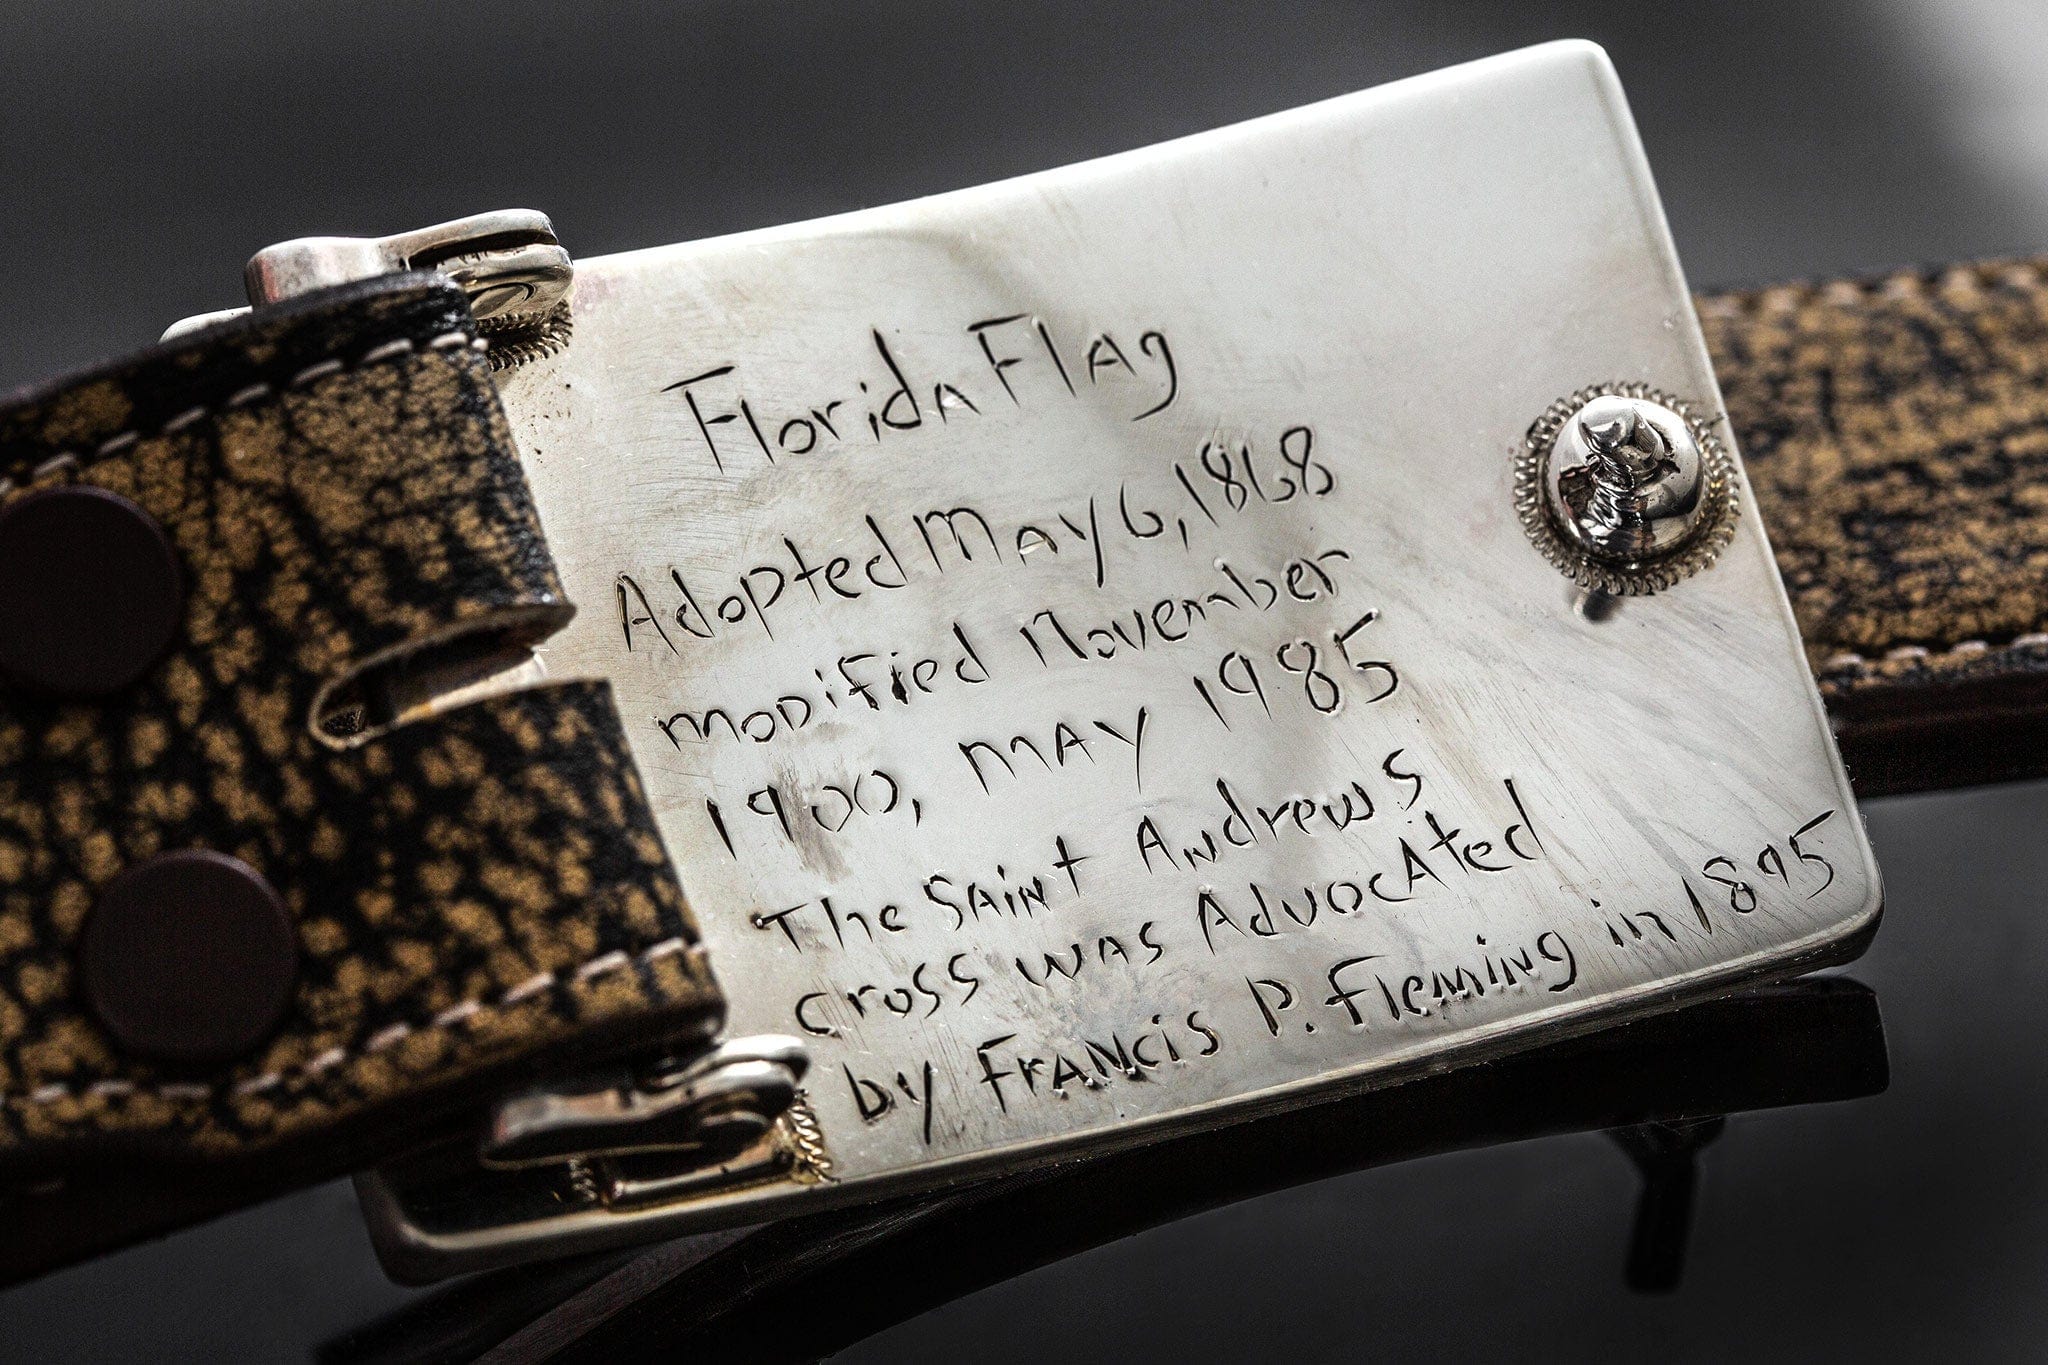 Florida Flag
Adopted May 6, 1868
modified November
1900, MAY 1985
The SAint Andrews
cross was AdvocAted
by FrANcis P. Fleming in 1895